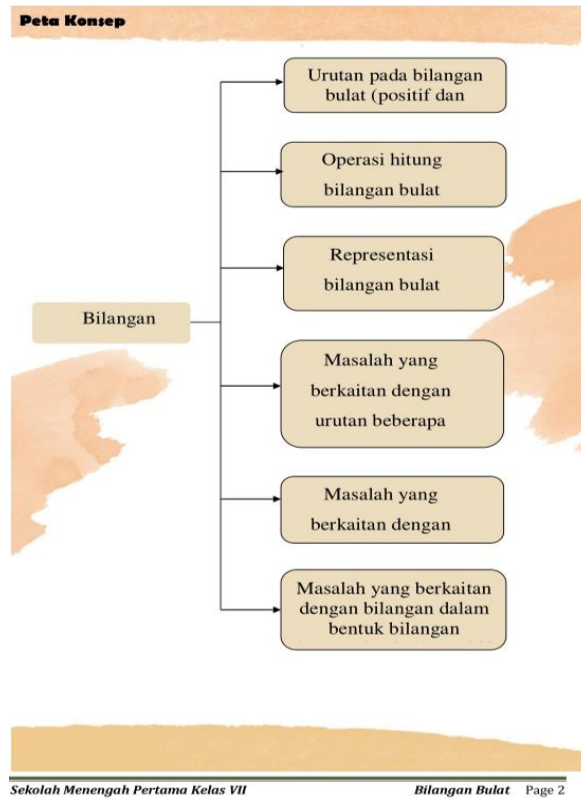 Peta Konsep
Urutan pada bilangan
bulat (positif dan
Operasi hitung
bilangan bulat
Representasi
bilangan bulat
Bilangan
Masalah yang
berkaitan dengan
urutan beberapa
Masalah yang
berkaitan dengan
Masalah yang berkaitan
dengan bilangan dalam
bentuk bilangan
Sekolah Menengah Pertama Kelas VII
Bilangan Bulat Page 2